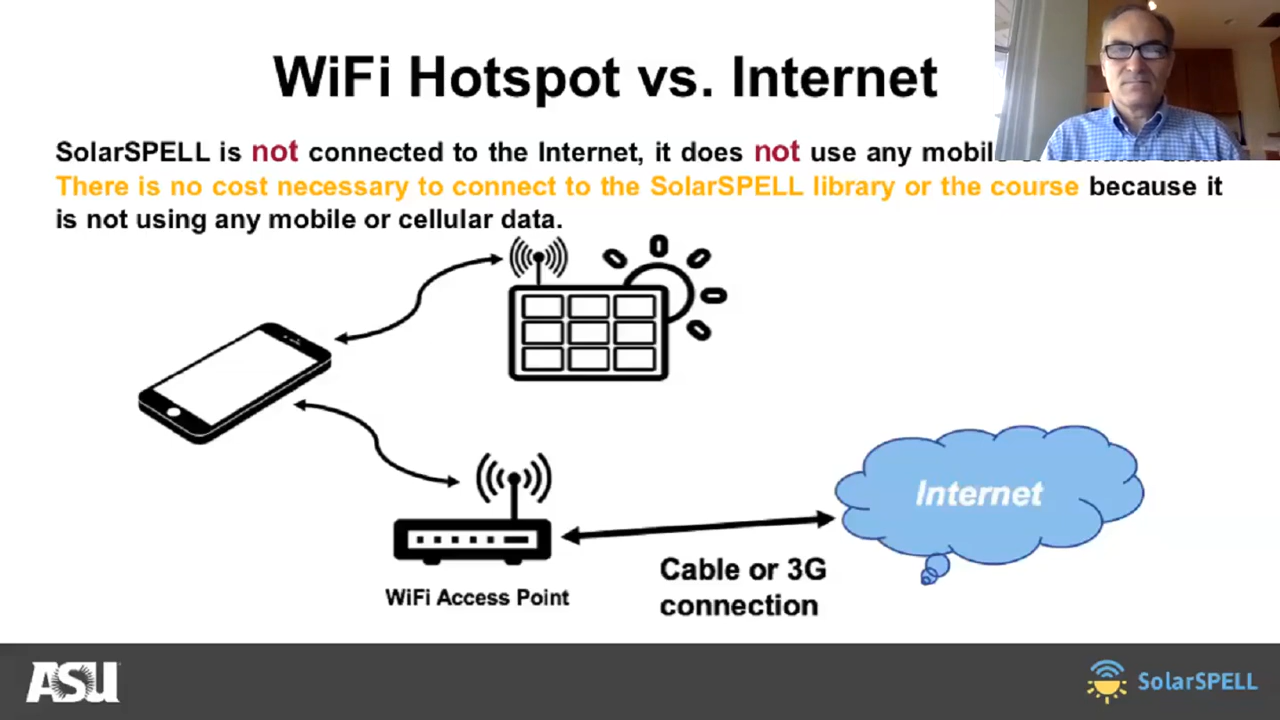 WiFi Hotspot vs. Internet
SolarSPELL is not connected to the Internet, it does not use any
There is no cost necessary to connect to the SolarSPELL library or the course because it
is not using any mobile or cellular data.
Internet
Cable or 3G
connection
WiFi Access Point
ASU
SolarSPELL